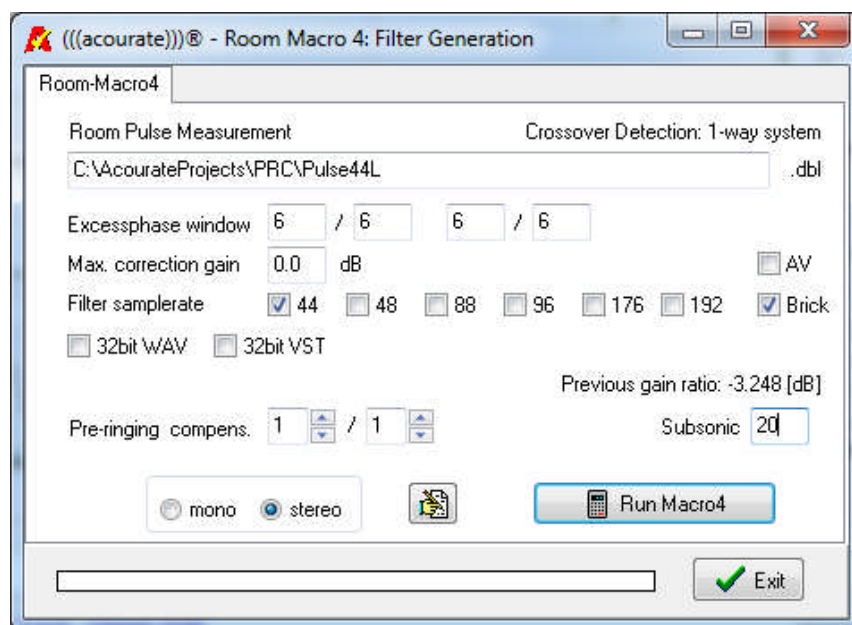 (((acourate)))® - Room Macro 4: Filter Generation
Room-Macro4
Room Pulse Measurement Crossover Detection: 1-way system
C:\AcourateProjects\PRC\Pulse44L .dbl
Excessphase window 6 / 6 6 / 6
Max. correction gain 0.0 dB AV
Filter samplerate 44 48 88 96 176 192 Brick
32bit WAV 32bit VST
Previous gain ratio: -3.248 [dB]
Pre-ringing compens. 1 / 1 Subsonic 20
mono stereo Run Macro4
Exit